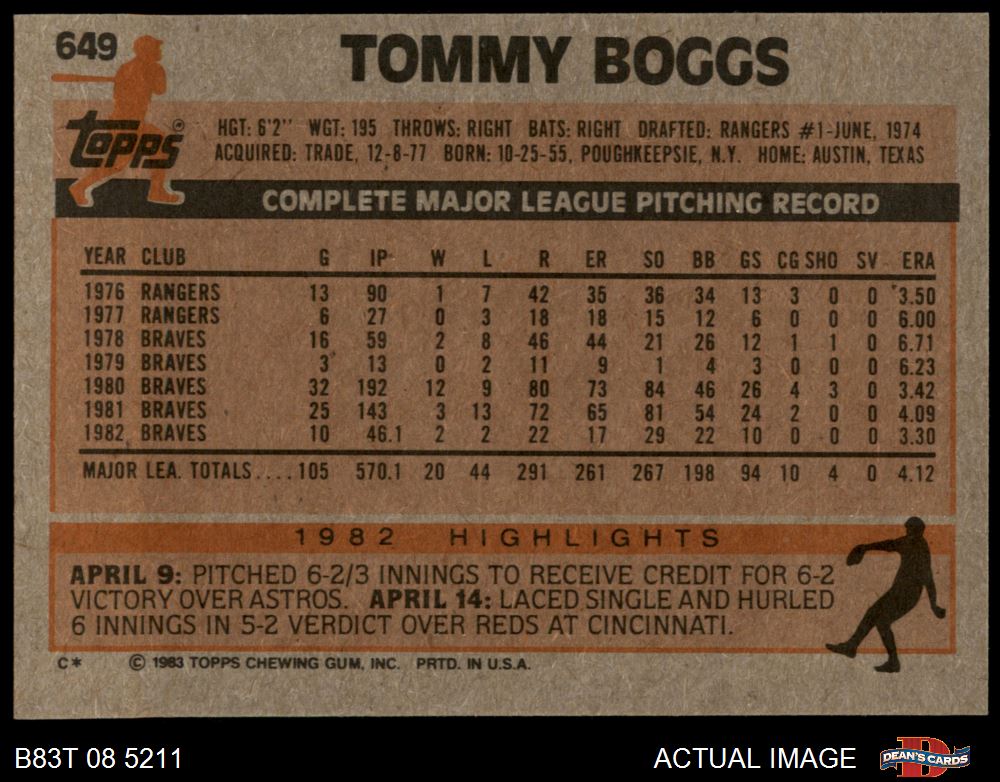 649
TOMMY BOGGS
Topps®
HGT: 6'2'' WGT: 195 THROWS: RIGHT BATS: RIGHT DRAFTED: RANGERS #1-JUNE, 1974
ACQUIRED: TRADE, 12-8-77 BORN: 10-25-55, POUGHKEEPSIE, N.Y. HOME: AUSTIN, TEXAS
COMPLETE MAJOR LEAGUE PITCHING RECORD
YEAR CLUB G IP W L R ER SO BB GS CG SHO SV ERA
1976 RANGERS 13 90 1 7 42 35 36 34 13 3 0 0 3.50
1977 RANGERS 6 27 0 3 18 18 15 12 6 0 0 0 6.00
1978 BRAVES 16 59 2 8 46 44 21 26 12 1 1 0 6.71
1979 BRAVES 3 13 0 2 11 9 1 4 3 0 0 0 6.23
1980 BRAVES 32 192 12 9 80 73 84 46 26 4 3 0 3.42
1981 BRAVES 25 143 3 13 72 65 81 54 24 2 0 0 4.09
1982 BRAVES 10 46.1 2 2 22 17 29 22 10 0 0 0 3.30
MAJOR LEA. TOTALS.... 105 570.1 20 44 291 261 267 198 94 10 4 0 4.12
1982 HIGHLIGHTS
APRIL 9: PITCHED 6-2/3 INNINGS TO RECEIVE CREDIT FOR 6-2
VICTORY OVER ASTROS. APRIL 14: LACED SINGLE AND HURLED
6 INNINGS IN 5-2 VERDICT OVER REDS AT CINCINNATI.
C* © 1983 TOPPS CHEWING GUM, INC. PRTD. IN U.S.A.
B83T 08 5211 ACTUAL IMAGE DEAN'S CARDS